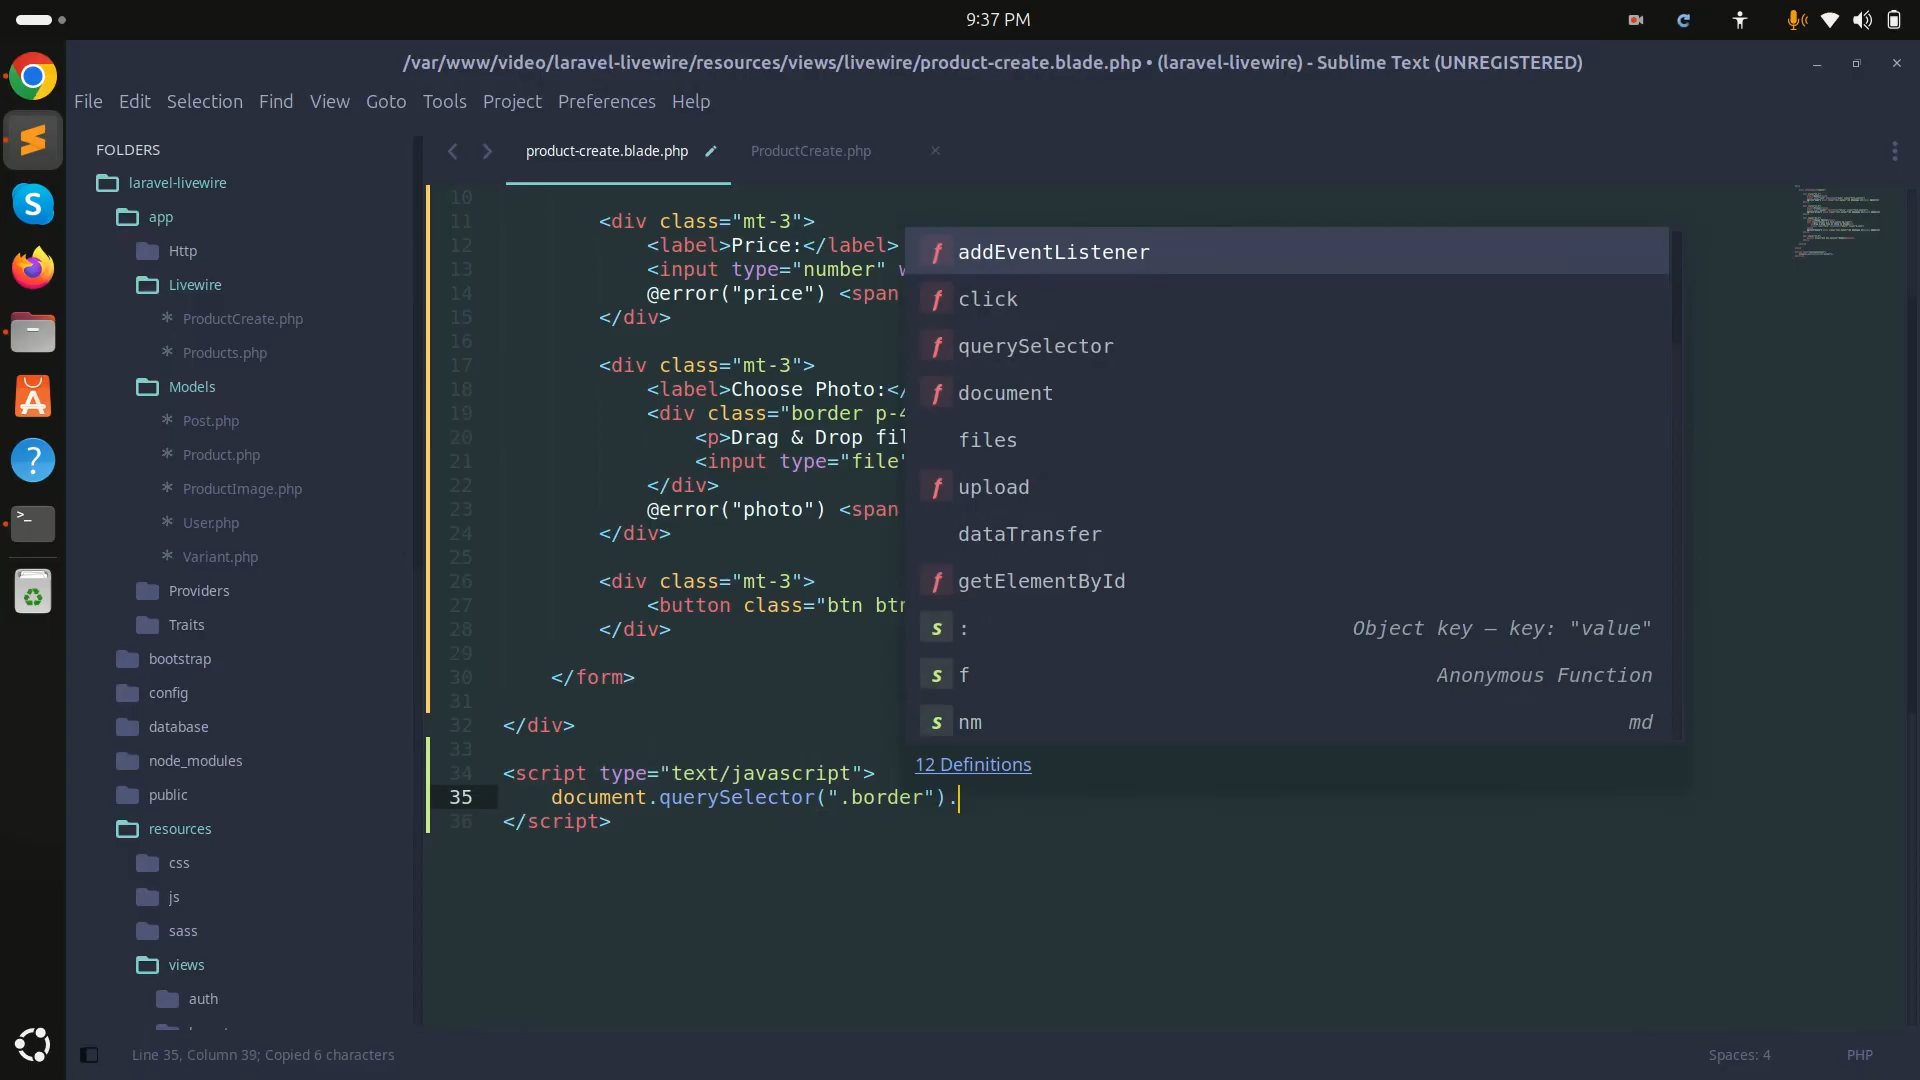 9:37 PM
/var/www/video/laravel-livewire/resources/views/livewire/product-create.blade.php • (laravel-livewire) - Sublime Text (UNREGISTERED)
File Edit Selection Find View Goto Tools Project Preferences Help
FOLDERS
laravel-livewire
app
Http
Livewire
ProductCreate.php
Products.php
Models
Post.php
Product.php
ProductImage.php
User.php
Variant.php
Providers
Traits
bootstrap
config
database
node_modules
public
resources
css
js
sass
views
auth
product-create.blade.php
ProductCreate.php
10
11 <div class="mt-3">
12 <label>Price:</label>
13 <input type="number"
14 @error("price") <span
15 </div>
16
17 <div class="mt-3">
18 <label>Choose Photo:</
19 <div class="border p-4
20 <p>Drag & Drop fil
21 <input type="file"
22 </div>
23 @error("photo") <span
24 </div>
25
26 <div class="mt-3">
27 <button class="btn btn
28 </div>
29
30 </form>
31
32 </div>
33
34 <script type="text/javascript">
35 document.querySelector(".border").
36 </script>
f addEventListener
f click
f querySelector
f document
files
f upload
dataTransfer
f getElementById
s : Object key — key: "value"
s f Anonymous Function
s nm md
12 Definitions
Line 35, Column 39; Copied 6 characters
Spaces: 4
PHP